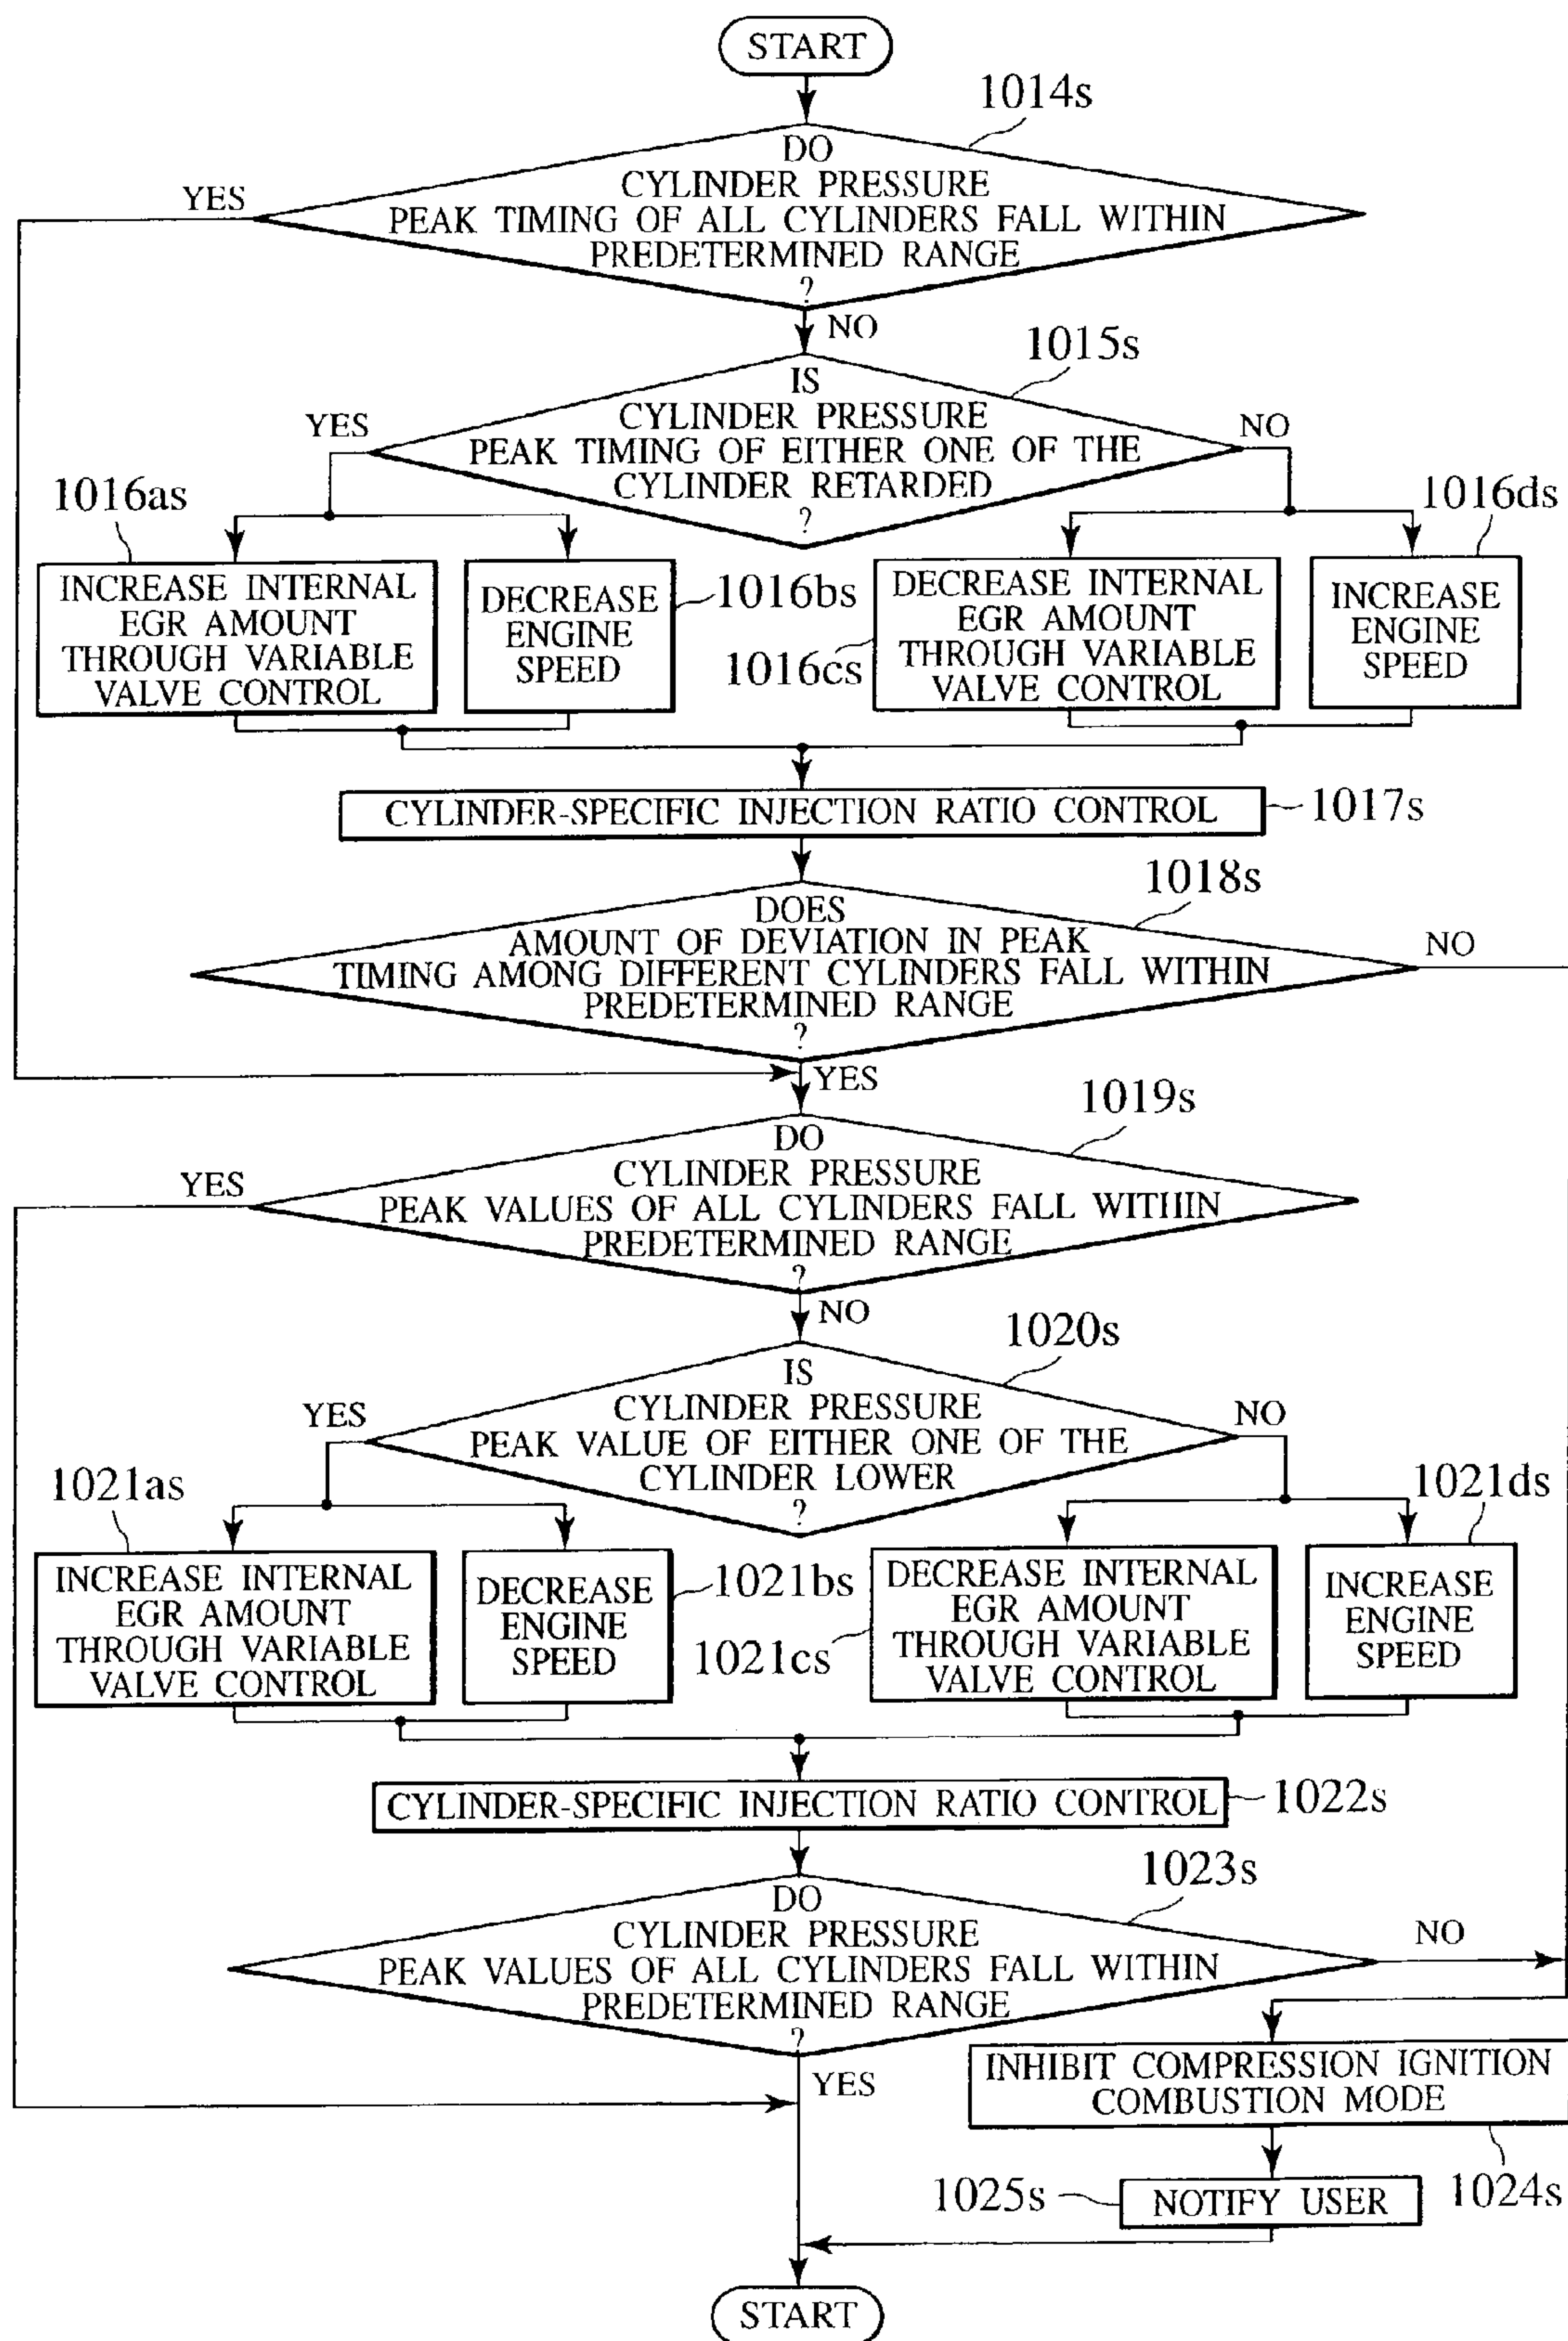 START
1014s
DO
CYLINDER PRESSURE
PEAK TIMING OF ALL CYLINDERS FALL WITHIN
PREDETERMINED RANGE
?
YES
NO
1015s
IS
CYLINDER PRESSURE
PEAK TIMING OF EITHER ONE OF THE
CYLINDER RETARDED
?
YES
NO
1016as
INCREASE INTERNAL
EGR AMOUNT
THROUGH VARIABLE
VALVE CONTROL
DECREASE
ENGINE
SPEED
1016bs
1016cs
DECREASE INTERNAL
EGR AMOUNT
THROUGH VARIABLE
VALVE CONTROL
1016ds
INCREASE
ENGINE
SPEED
CYLINDER-SPECIFIC INJECTION RATIO CONTROL
1017s
1018s
DOES
AMOUNT OF DEVIATION IN PEAK
TIMING AMONG DIFFERENT CYLINDERS FALL WITHIN
PREDETERMINED RANGE
?
NO
YES
1019s
DO
CYLINDER PRESSURE
PEAK VALUES OF ALL CYLINDERS FALL WITHIN
PREDETERMINED RANGE
?
YES
NO
1020s
IS
CYLINDER PRESSURE
PEAK VALUE OF EITHER ONE OF THE
CYLINDER LOWER
?
YES
NO
1021as
INCREASE INTERNAL
EGR AMOUNT
THROUGH VARIABLE
VALVE CONTROL
DECREASE
ENGINE
SPEED
1021bs
1021cs
DECREASE INTERNAL
EGR AMOUNT
THROUGH VARIABLE
VALVE CONTROL
1021ds
INCREASE
ENGINE
SPEED
CYLINDER-SPECIFIC INJECTION RATIO CONTROL
1022s
1023s
DO
CYLINDER PRESSURE
PEAK VALUES OF ALL CYLINDERS FALL WITHIN
PREDETERMINED RANGE
?
NO
YES
INHIBIT COMPRESSION IGNITION
COMBUSTION MODE
1024s
1025s
NOTIFY USER
START